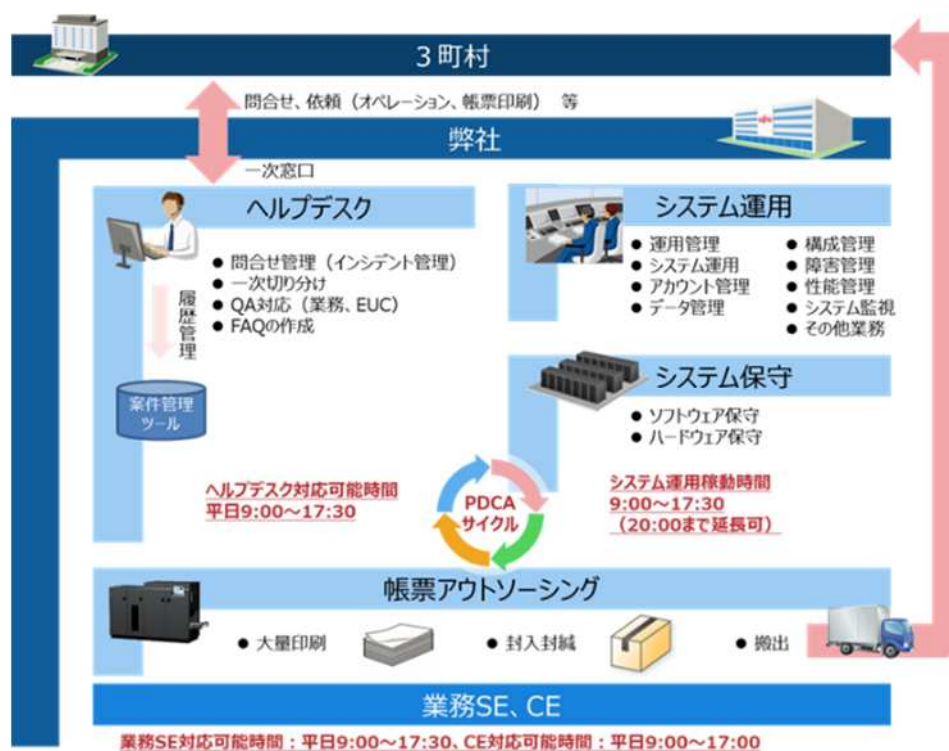 3町村
問合せ、依頼（オペレーション、帳票印刷） 等
弊社
一次窓口
ヘルプデスク
● 問合せ管理（インシデント管理）
● 一次切り分け
● QA対応（業務、EUC）
● FAQの作成
履歴管理
案件管理
ツール
システム運用
● 運用管理
● システム運用
● アカウント管理
● データ管理
● 構成管理
● 障害管理
● 性能管理
● システム監視
● その他業務
システム保守
● ソフトウェア保守
● ハードウェア保守
ヘルプデスク対応可能時間
平日9:00～17:30
PDCA
サイクル
システム運用稼動時間
9:00～17:30
（20:00まで延長可）
帳票アウトソーシング
● 大量印刷
● 封入封緘
● 搬出
業務SE、CE
業務SE対応可能時間：平日9:00～17:30、CE対応可能時間：平日9:00～17:00